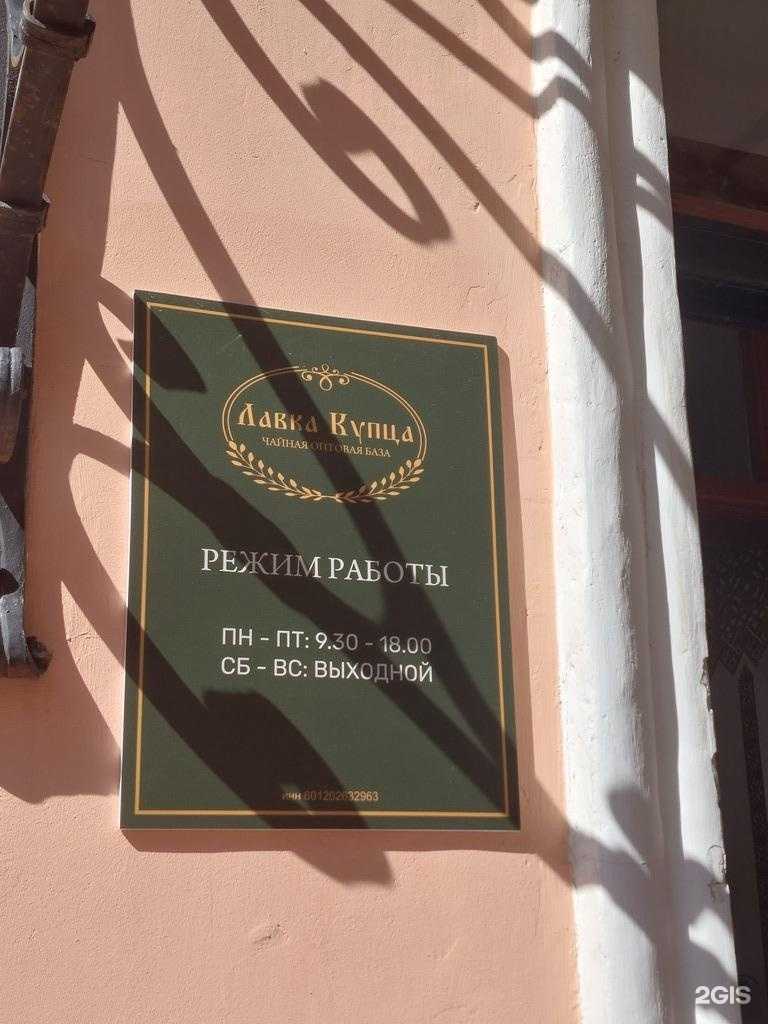 Лавка Купца
ЧАЙНАЯ ОПТОВАЯ БАЗА
РЕЖИМ РАБОТЫ
ПН - ПТ: 9.30 - 18.00
СБ - ВС: ВЫХОДНОЙ
ИНН 601202632963
2GIS